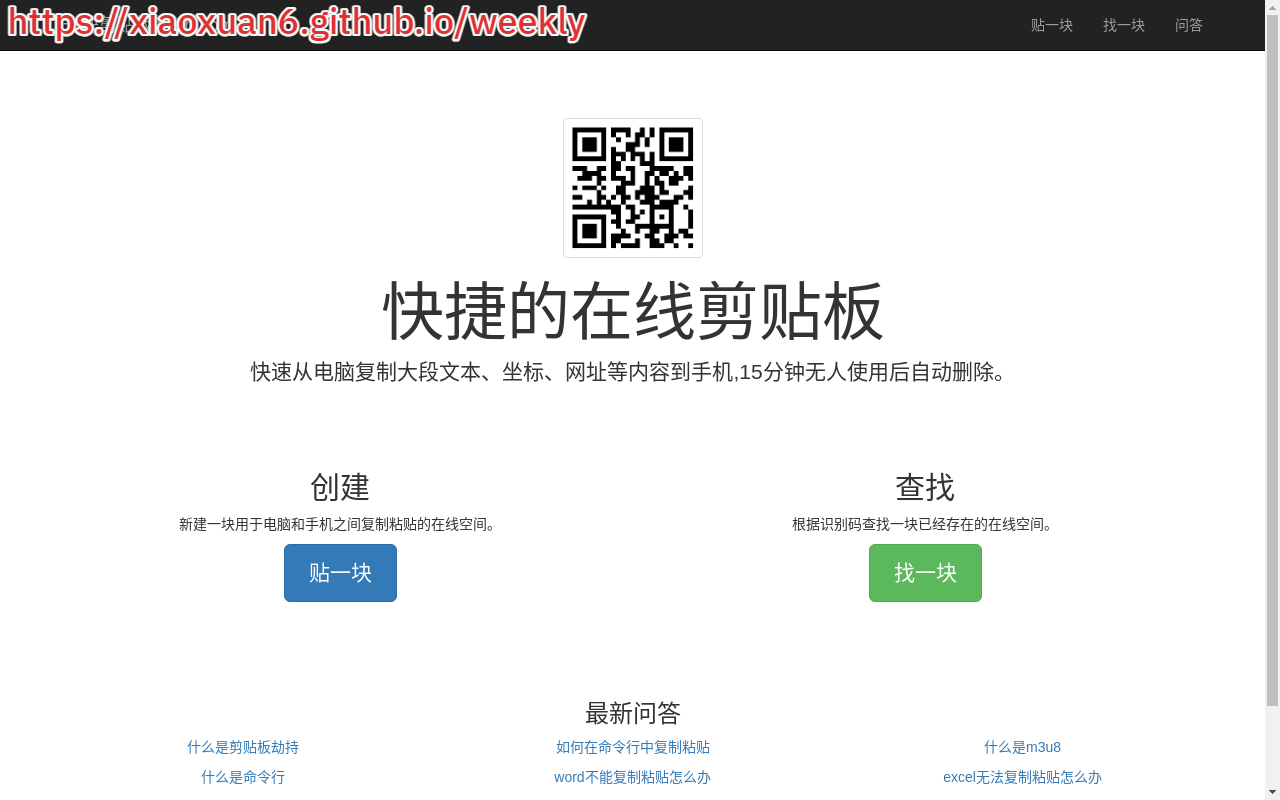 https://xiaoxuan6.github.io/weekly
贴一块 找一块 问答
快捷的在线剪贴板
快速从电脑复制大段文本、坐标、网址等内容到手机,15分钟无人使用后自动删除。
创建 查找
新建一块用于电脑和手机之间复制粘贴的在线空间。 根据识别码查找一块已经存在的在线空间。
贴一块 找一块
最新问答
什么是剪贴板劫持 如何在命令行中复制粘贴 什么是m3u8
什么是命令行 word不能复制粘贴怎么办 excel无法复制粘贴怎么办